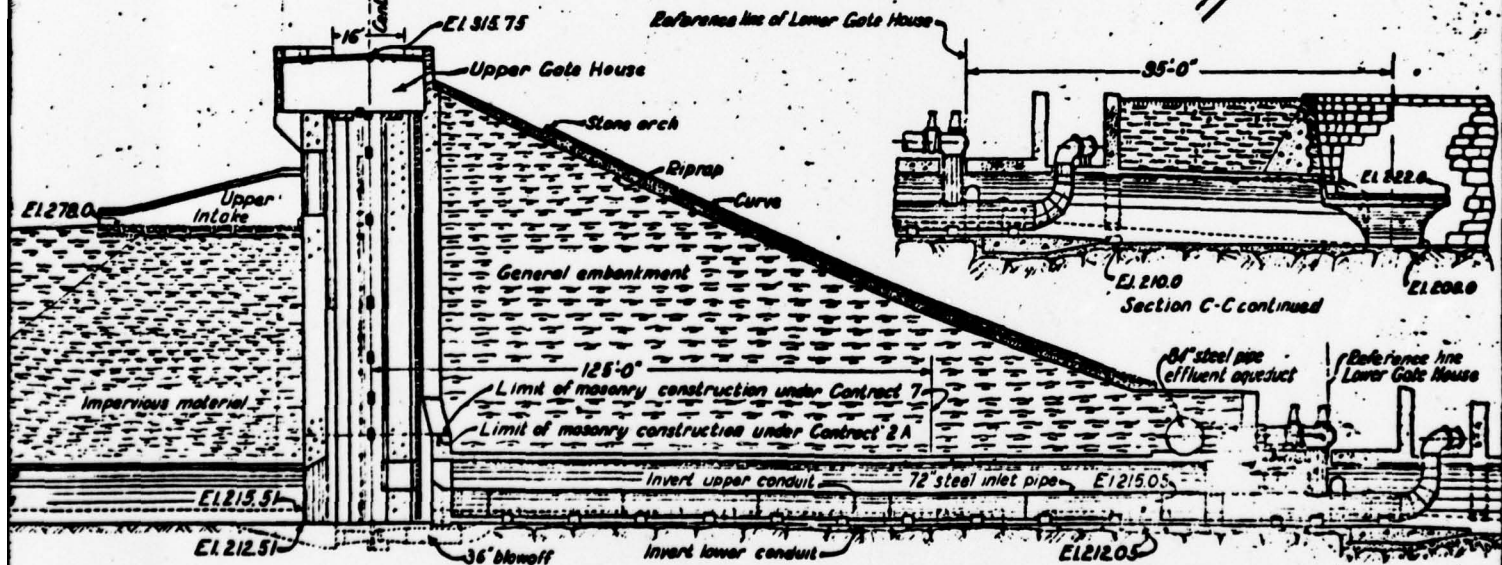 16'
Cent
El.315.75
Upper Gate House
Stone arch
Riprap
Curve
Reference line of Lower Gate House
35'-0"
El.222.0
El.210.0
El.208.0
Section C-C continued
El.278.0
Upper
Intake
General embankment
Impervious material
125'-0"
Limit of masonry construction under Contract 7
Limit of masonry construction under Contract 2A
84" steel pipe
effluent aqueduct
Reference line
Lower Gate House
Invert upper conduit
72" steel inlet pipe
El.215.05
El.215.51
El.212.51
36" blowoff
Invert lower conduit
El.212.05